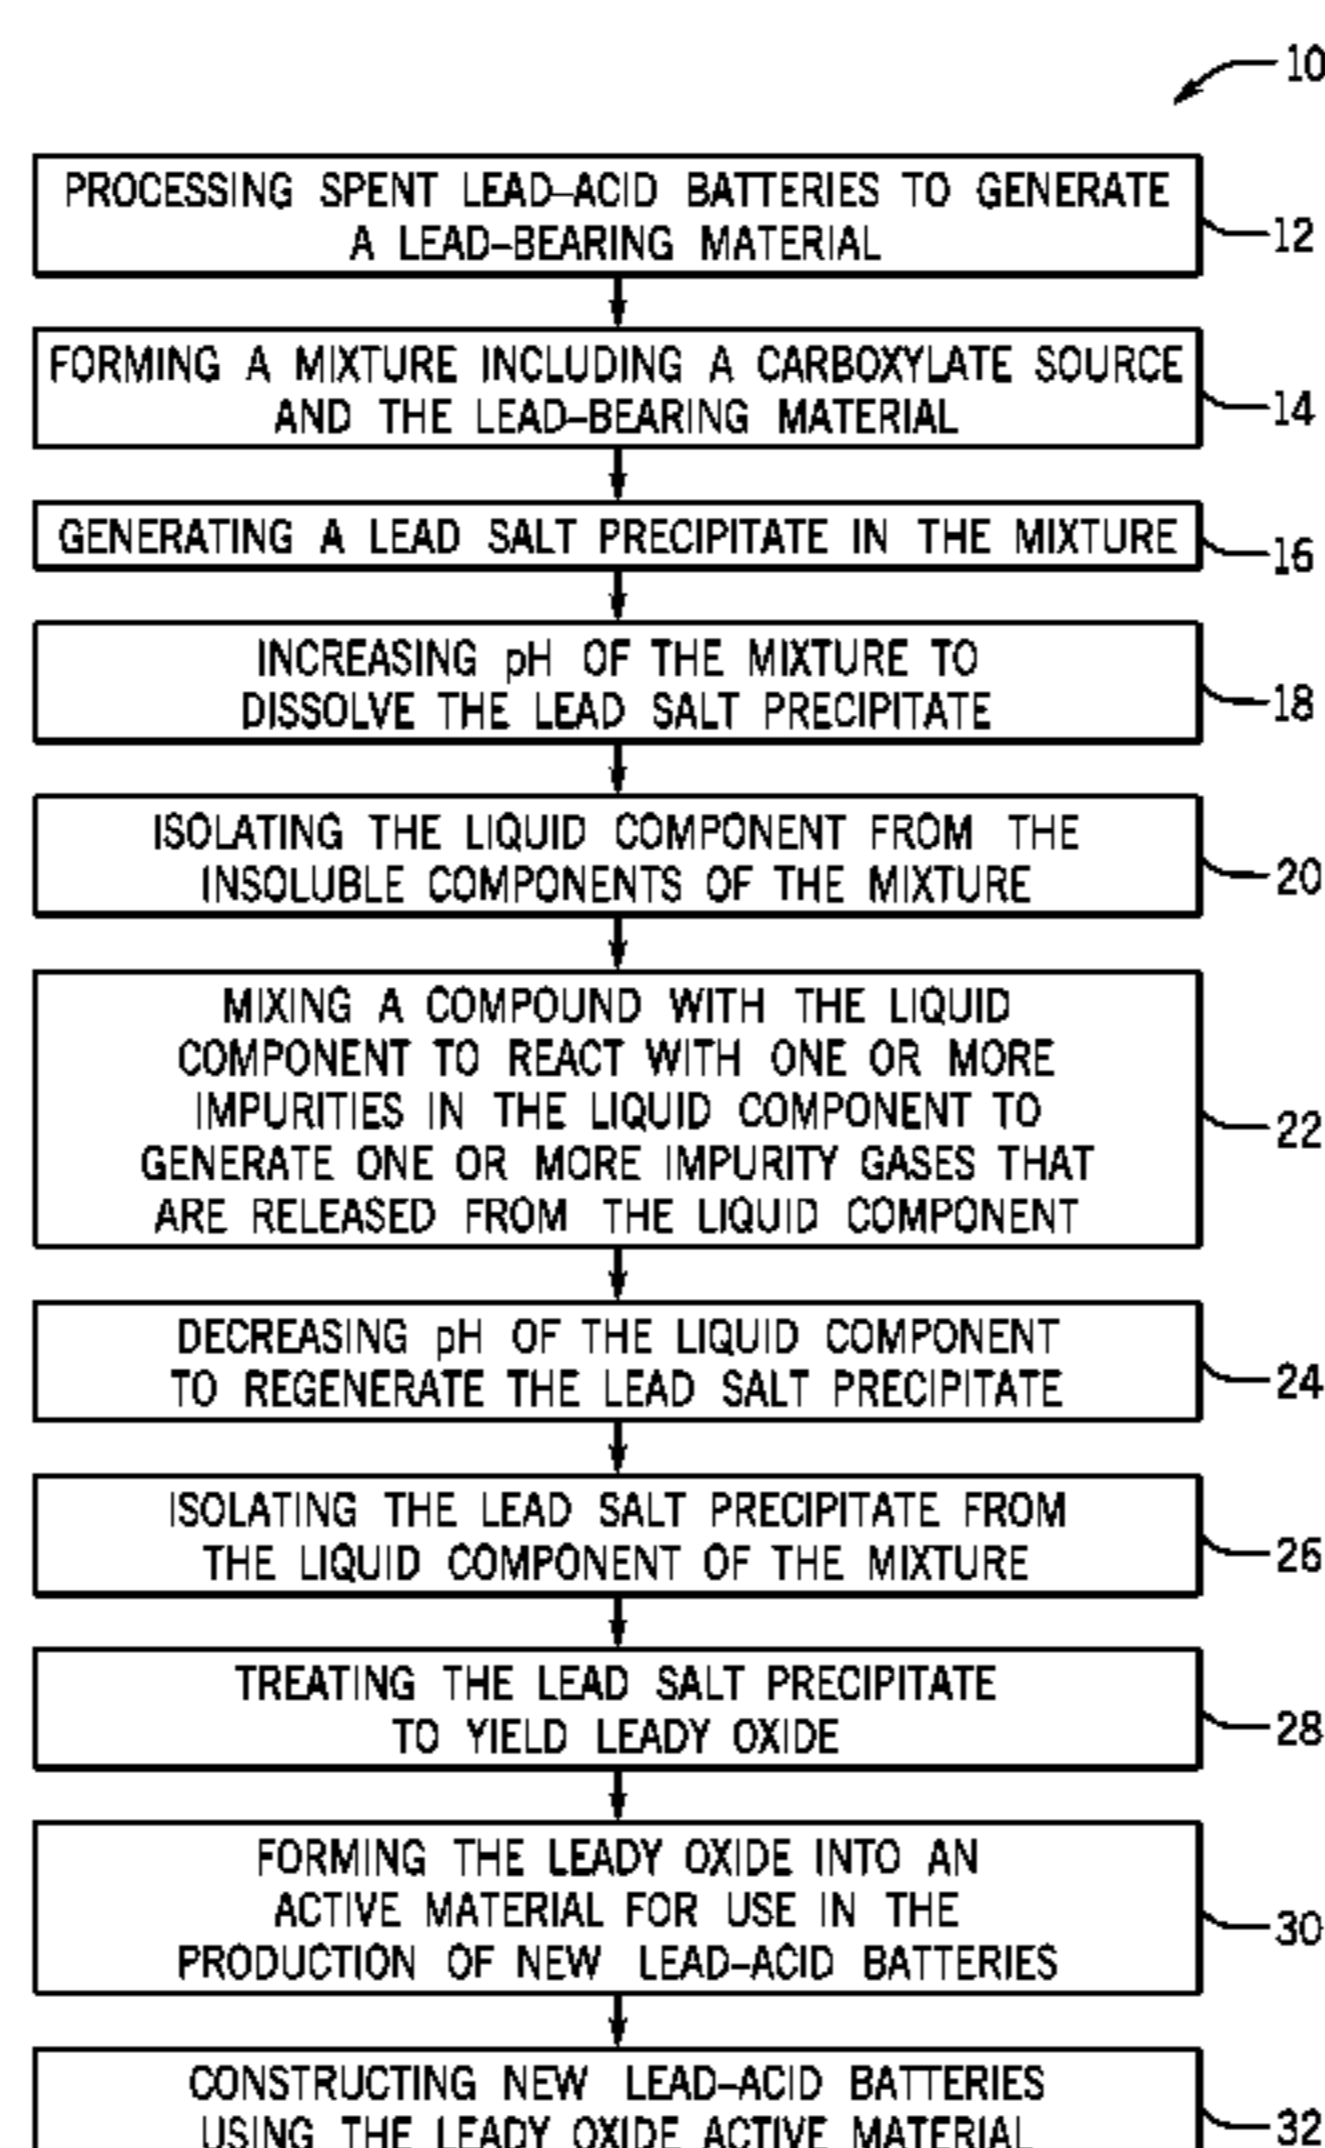 10
PROCESSING SPENT LEAD-ACID BATTERIES TO GENERATE
A LEAD-BEARING MATERIAL
12
FORMING A MIXTURE INCLUDING A CARBOXYLATE SOURCE
AND THE LEAD-BEARING MATERIAL
14
GENERATING A LEAD SALT PRECIPITATE IN THE MIXTURE
16
INCREASING pH OF THE MIXTURE TO
DISSOLVE THE LEAD SALT PRECIPITATE
18
ISOLATING THE LIQUID COMPONENT FROM THE
INSOLUBLE COMPONENTS OF THE MIXTURE
20
MIXING A COMPOUND WITH THE LIQUID
COMPONENT TO REACT WITH ONE OR MORE
IMPURITIES IN THE LIQUID COMPONENT TO
GENERATE ONE OR MORE IMPURITY GASES THAT
ARE RELEASED FROM THE LIQUID COMPONENT
22
DECREASING pH OF THE LIQUID COMPONENT
TO REGENERATE THE LEAD SALT PRECIPITATE
24
ISOLATING THE LEAD SALT PRECIPITATE FROM
THE LIQUID COMPONENT OF THE MIXTURE
26
TREATING THE LEAD SALT PRECIPITATE
TO YIELD LEADY OXIDE
28
FORMING THE LEADY OXIDE INTO AN
ACTIVE MATERIAL FOR USE IN THE
PRODUCTION OF NEW LEAD-ACID BATTERIES
30
CONSTRUCTING NEW LEAD-ACID BATTERIES
USING THE LEADY OXIDE ACTIVE MATERIAL
32